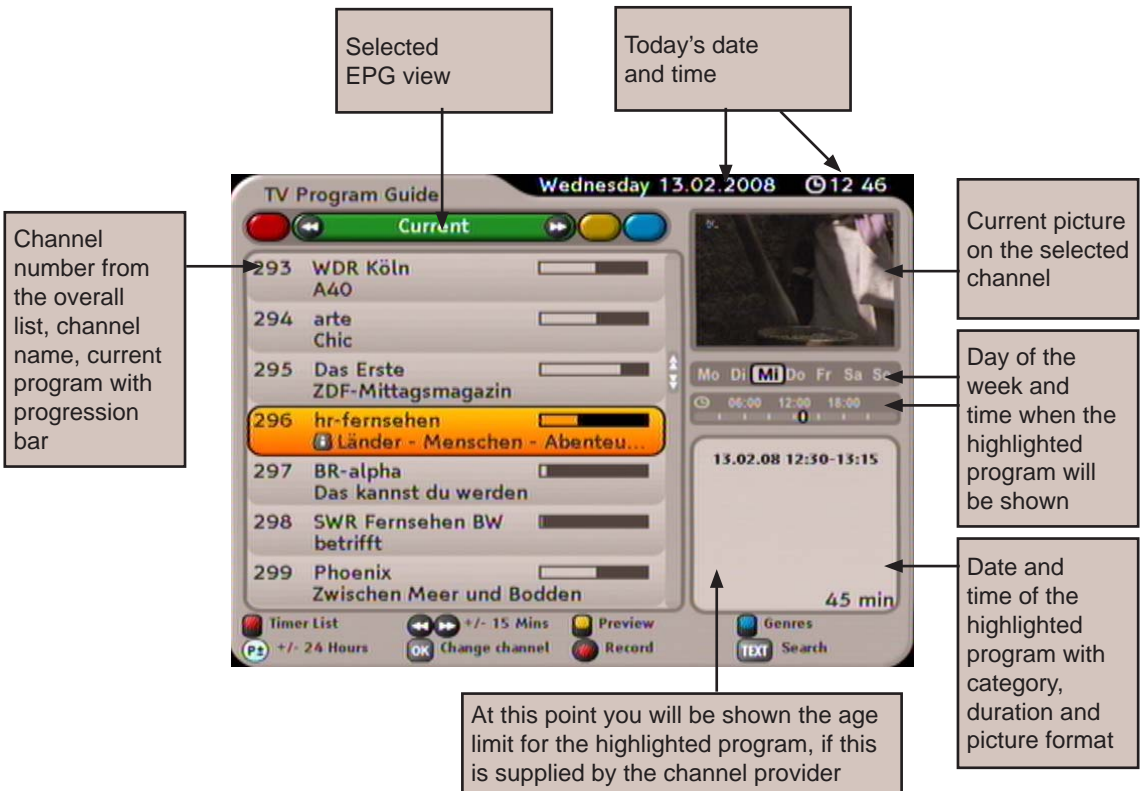 Selected
EPG view
Today’s date
and time
Channel
number from
the overall
list, channel
name, current
program with
progression
bar
TV Program Guide
Wednesday 13.02.2008 12 46
Current
293 WDR Köln
A40
294 arte
Chic
295 Das Erste
ZDF-Mittagsmagazin
296 hr-fernsehen
Länder - Menschen - Abenteu...
297 BR-alpha
Das kannst du werden
298 SWR Fernsehen BW
betrifft
299 Phoenix
Zwischen Meer und Bodden
Mo Di Mi Do Fr Sa So
06:00 12:00 18:00
0
13.02.08 12:30-13:15
45 min
Timer List +/- 15 Mins Preview Genres
P± +/- 24 Hours OK Change channel Record TEXT Search
Current picture
on the selected
channel
Day of the
week and
time when the
highlighted
program will
be shown
Date and
time of the
highlighted
program with
category,
duration and
picture format
At this point you will be shown the age
limit for the highlighted program, if this
is supplied by the channel provider